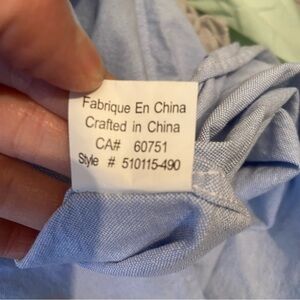 Fabrique En China
Crafted in China
CA# 60751
Style # 510115-490